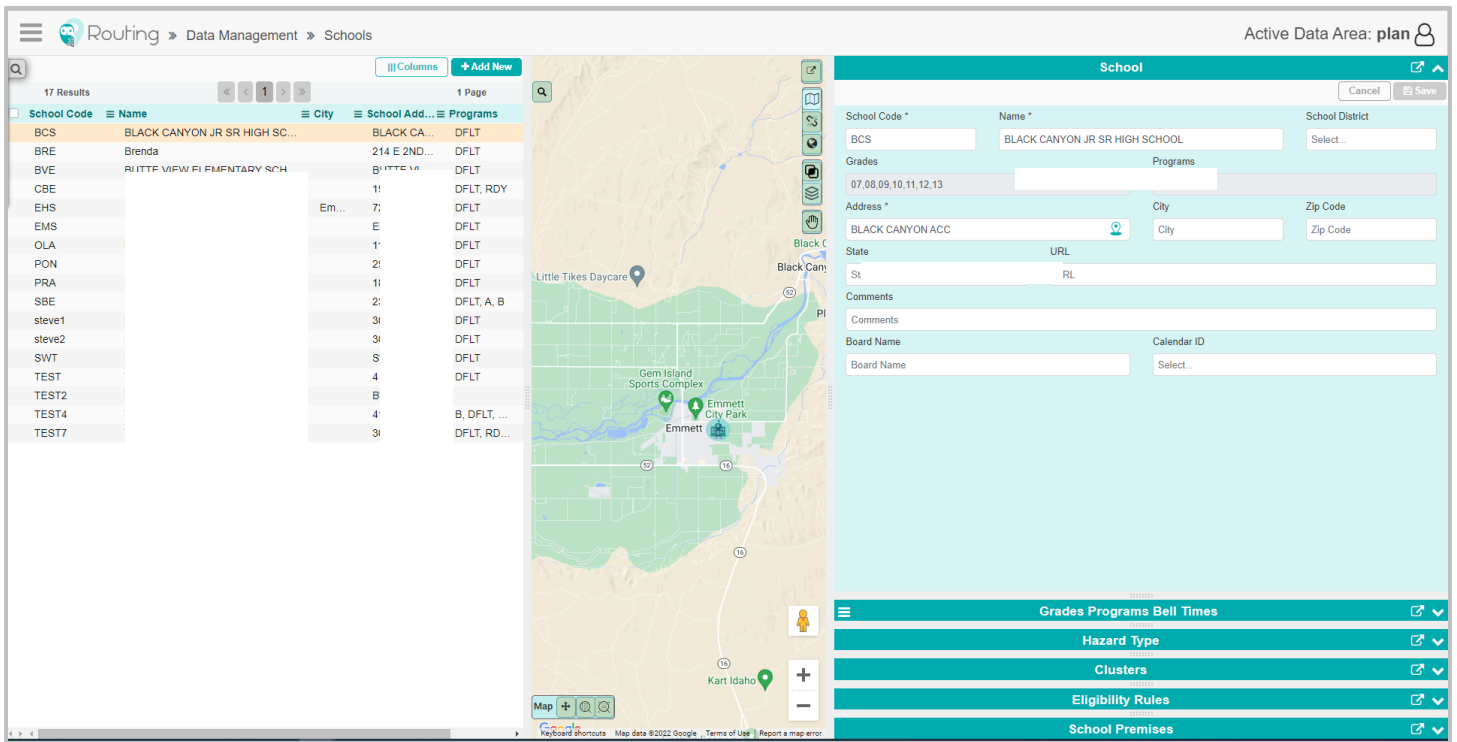 Routing » Data Management » Schools
Active Data Area: plan
Columns
+ Add New
17 Results
« < 1 > »
1 Page
School Code Name City School Add... Programs
BCS BLACK CANYON JR SR HIGH SC... BLACK CA... DFLT
BRE Brenda 214 E 2ND... DFLT
BVE BUTTE VIEW ELEMENTARY SCH DFLT
CBE DFLT, RDY
EHS Em... DFLT
EMS DFLT
OLA DFLT
PON DFLT
PRA DFLT
SBE DFLT, A, B
steve1 DFLT
steve2 DFLT
SWT DFLT
TEST DFLT
TEST2
TEST4 B, DFLT, ...
TEST7 DFLT, RD...
Black Cany
Little Tikes Daycare
52
Gem Island
Sports Complex
Emmett
City Park
Emmett
52
16
16
16
Kart Idaho
+
−
Map
Google
Keyboard shortcuts Map data ©2022 Google Terms of Use Report a map error
School
Cancel Save
School Code * Name * School District
BCS BLACK CANYON JR SR HIGH SCHOOL Select...
Grades Programs
07,08,09,10,11,12,13
Address * City Zip Code
BLACK CANYON ACC City Zip Code
State URL
St RL
Comments
Comments
Board Name Calendar ID
Board Name Select...
Grades Programs Bell Times
Hazard Type
Clusters
Eligibility Rules
School Premises